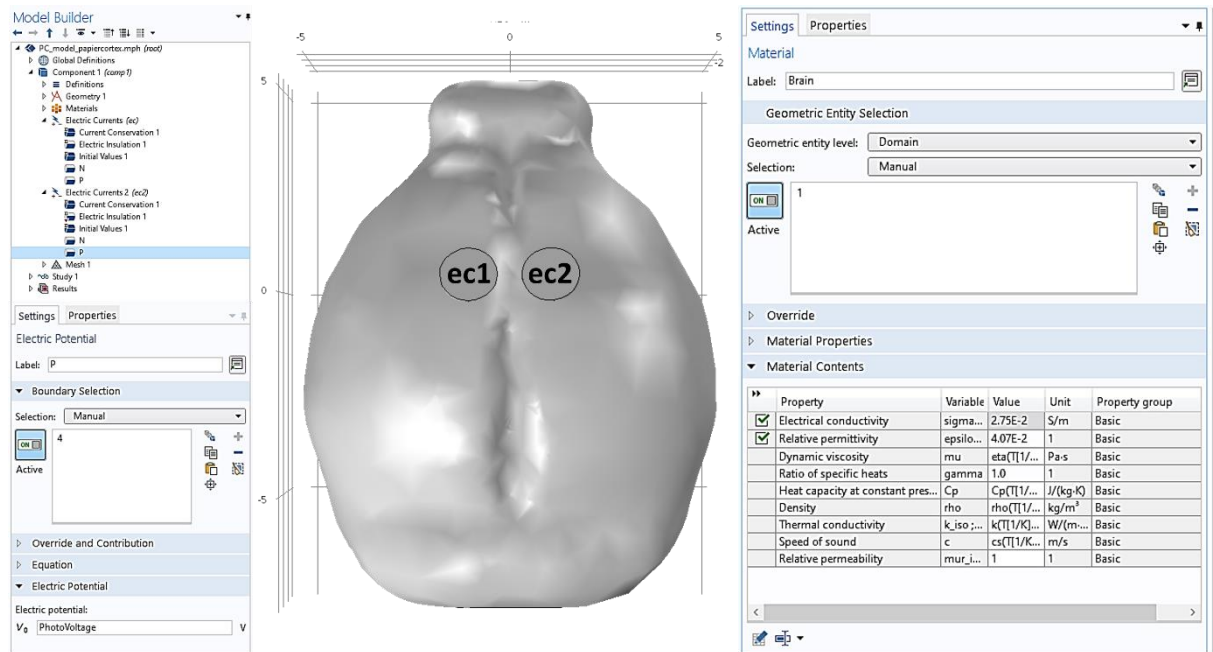 Model Builder
PC_model_papiercortex.mph (root)
Global Definitions
Component 1 (comp1)
Definitions
Geometry 1
Materials
Electric Currents (ec)
Current Conservation 1
Electric Insulation 1
Initial Values 1
N
P
Electric Currents 2 (ec2)
Current Conservation 1
Electric Insulation 1
Initial Values 1
N
P
Mesh 1
Study 1
Results
Settings Properties
Electric Potential
Label: P
Boundary Selection
Selection: Manual
ON
4
Active
Override and Contribution
Equation
Electric Potential
Electric potential:
V₀ PhotoVoltage V
-5 0 5
-2
5
0
-5
ec1 ec2
Settings Properties
Material
Label: Brain
Geometric Entity Selection
Geometric entity level: Domain
Selection: Manual
ON
1
Active
Override
Material Properties
Material Contents
Property Variable Value Unit Property group
Electrical conductivity sigma... 2.75E-2 S/m Basic
Relative permittivity epsilo... 4.07E-2 1 Basic
Dynamic viscosity mu eta(T[1/... Pa·s Basic
Ratio of specific heats gamma 1.0 1 Basic
Heat capacity at constant pres... Cp Cp(T[1/... J/(kg·K) Basic
Density rho rho(T[1/... kg/m³ Basic
Thermal conductivity k_iso ;... k(T[1/K]... W/(m·... Basic
Speed of sound c cs(T[1/K... m/s Basic
Relative permeability mur_i... 1 1 Basic